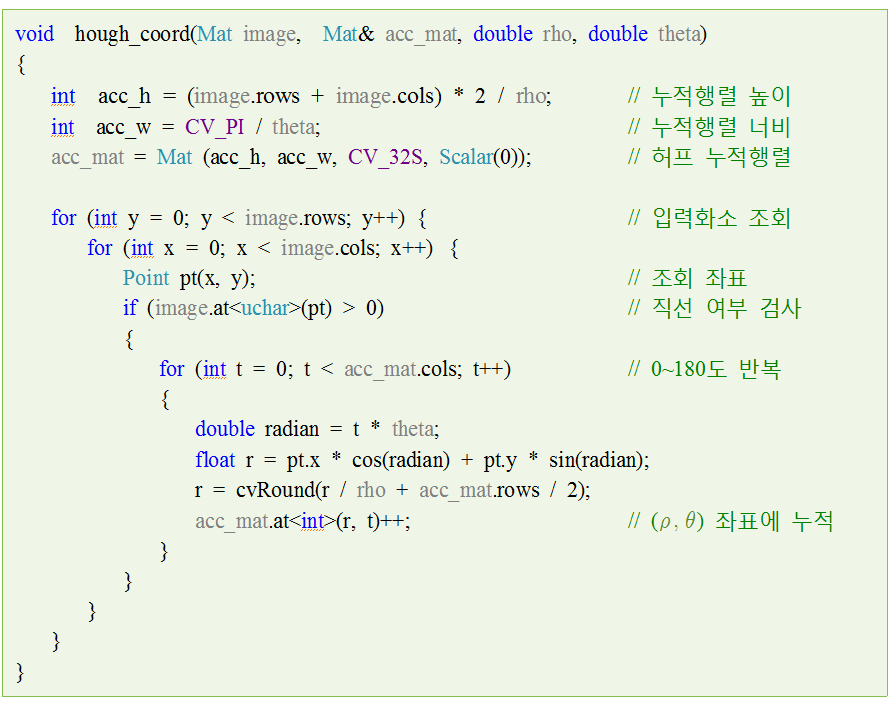 void hough_coord(Mat image, Mat& acc_mat, double rho, double theta)
{
int acc_h = (image.rows + image.cols) * 2 / rho; // 누적행렬 높이
int acc_w = CV_PI / theta; // 누적행렬 너비
acc_mat = Mat (acc_h, acc_w, CV_32S, Scalar(0)); // 허프 누적행렬
for (int y = 0; y < image.rows; y++) { // 입력화소 조회
for (int x = 0; x < image.cols; x++) {
Point pt(x, y); // 조회 좌표
if (image.at<uchar>(pt) > 0) // 직선 여부 검사
{
for (int t = 0; t < acc_mat.cols; t++) // 0~180도 반복
{
double radian = t * theta;
float r = pt.x * cos(radian) + pt.y * sin(radian);
r = cvRound(r / rho + acc_mat.rows / 2);
acc_mat.at<int>(r, t)++; // (ρ, θ) 좌표에 누적
}
}
}
}
}